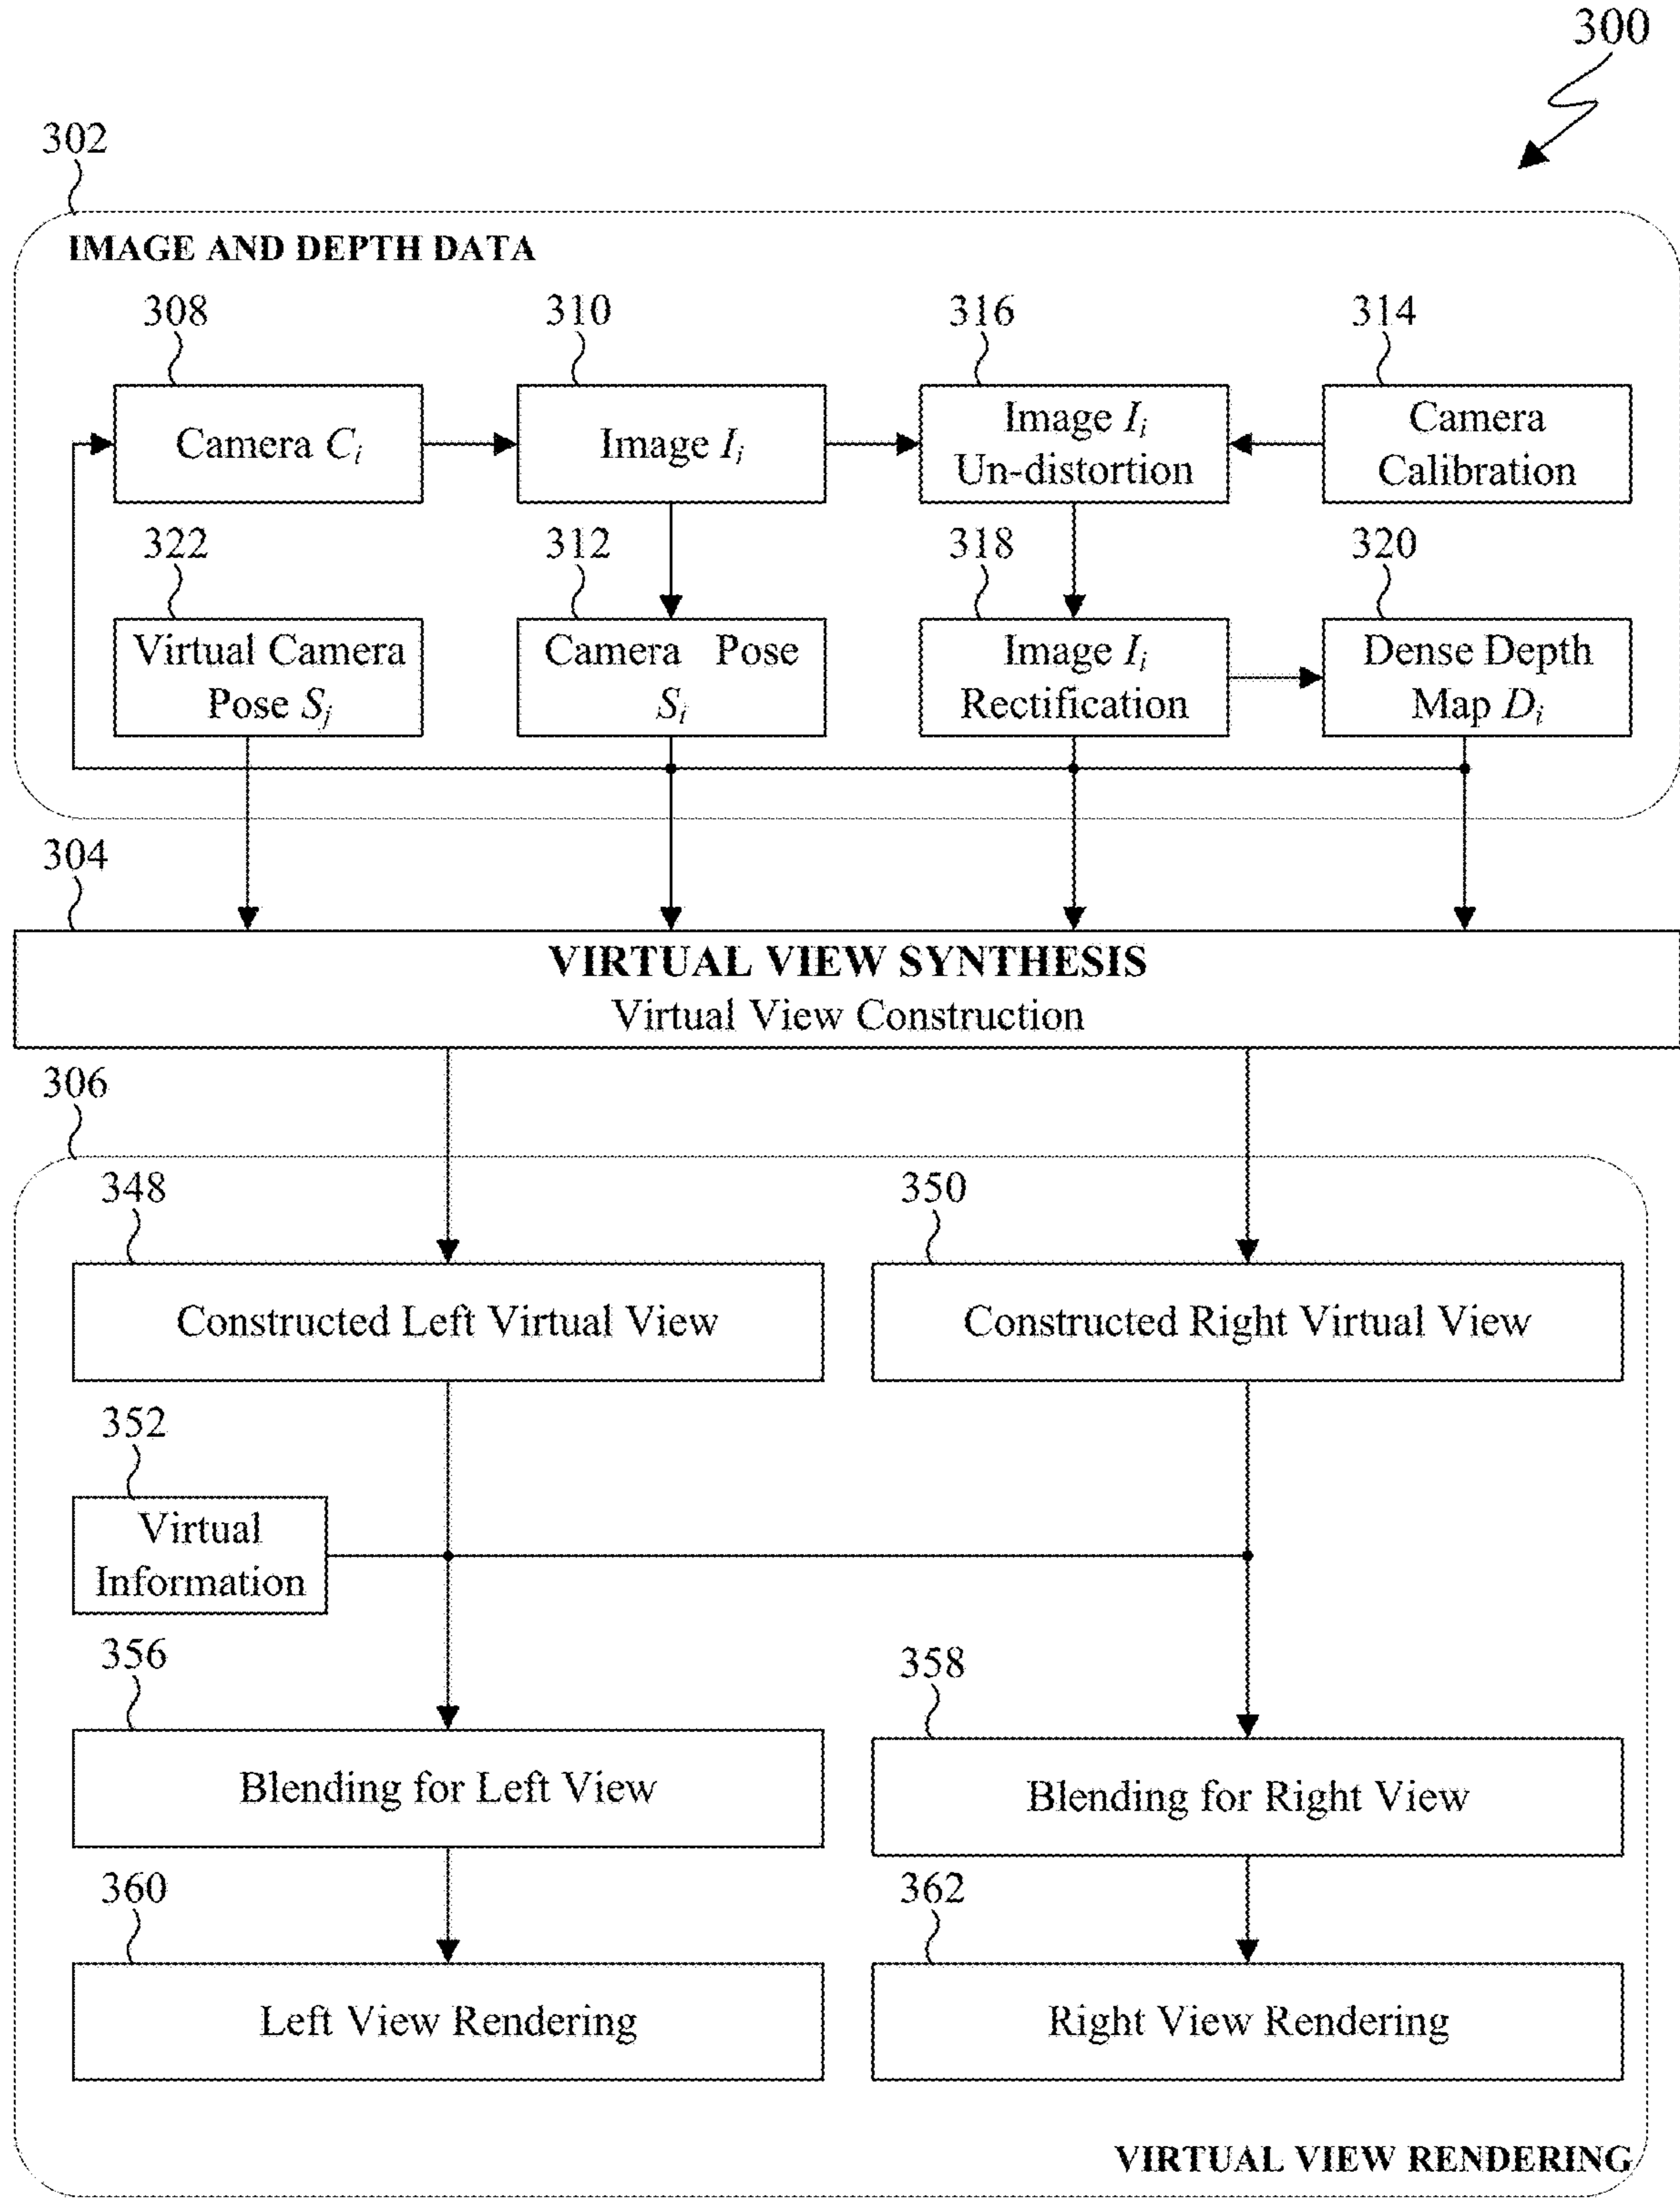 300
302
IMAGE AND DEPTH DATA
308
310
316
314
Camera Ci
Image Ii
Image Ii
Un-distortion
Camera
Calibration
322
312
318
320
Virtual Camera
Pose Sj
Camera Pose
Si
Image Ii
Rectification
Dense Depth
Map Di
304
VIRTUAL VIEW SYNTHESIS
Virtual View Construction
306
348
350
Constructed Left Virtual View
Constructed Right Virtual View
352
Virtual
Information
356
358
Blending for Left View
Blending for Right View
360
362
Left View Rendering
Right View Rendering
VIRTUAL VIEW RENDERING